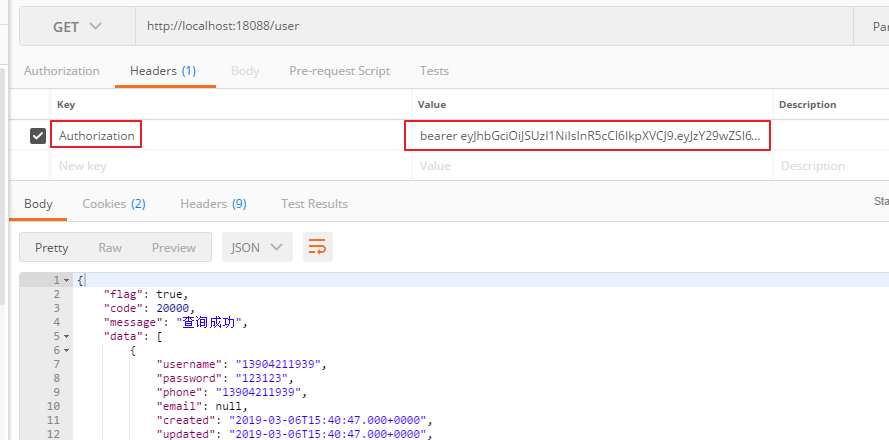 GET http://localhost:18088/user Par
Authorization Headers (1) Body Pre-request Script Tests
Key Value Description
Authorization bearer eyJhbGciOiJSUzI1NiIsInR5cCI6IkpXVCJ9.eyJzY29wZSI6...
New key Value Description
Body Cookies (2) Headers (9) Test Results Sta
Pretty Raw Preview JSON
1 {
2 "flag": true,
3 "code": 20000,
4 "message": "查询成功",
5 "data": [
6 {
7 "username": "13904211939",
8 "password": "123123",
9 "phone": "13904211939",
10 "email": null,
11 "created": "2019-03-06T15:40:47.000+0000",
12 "updated": "2019-03-06T15:40:47.000+0000",